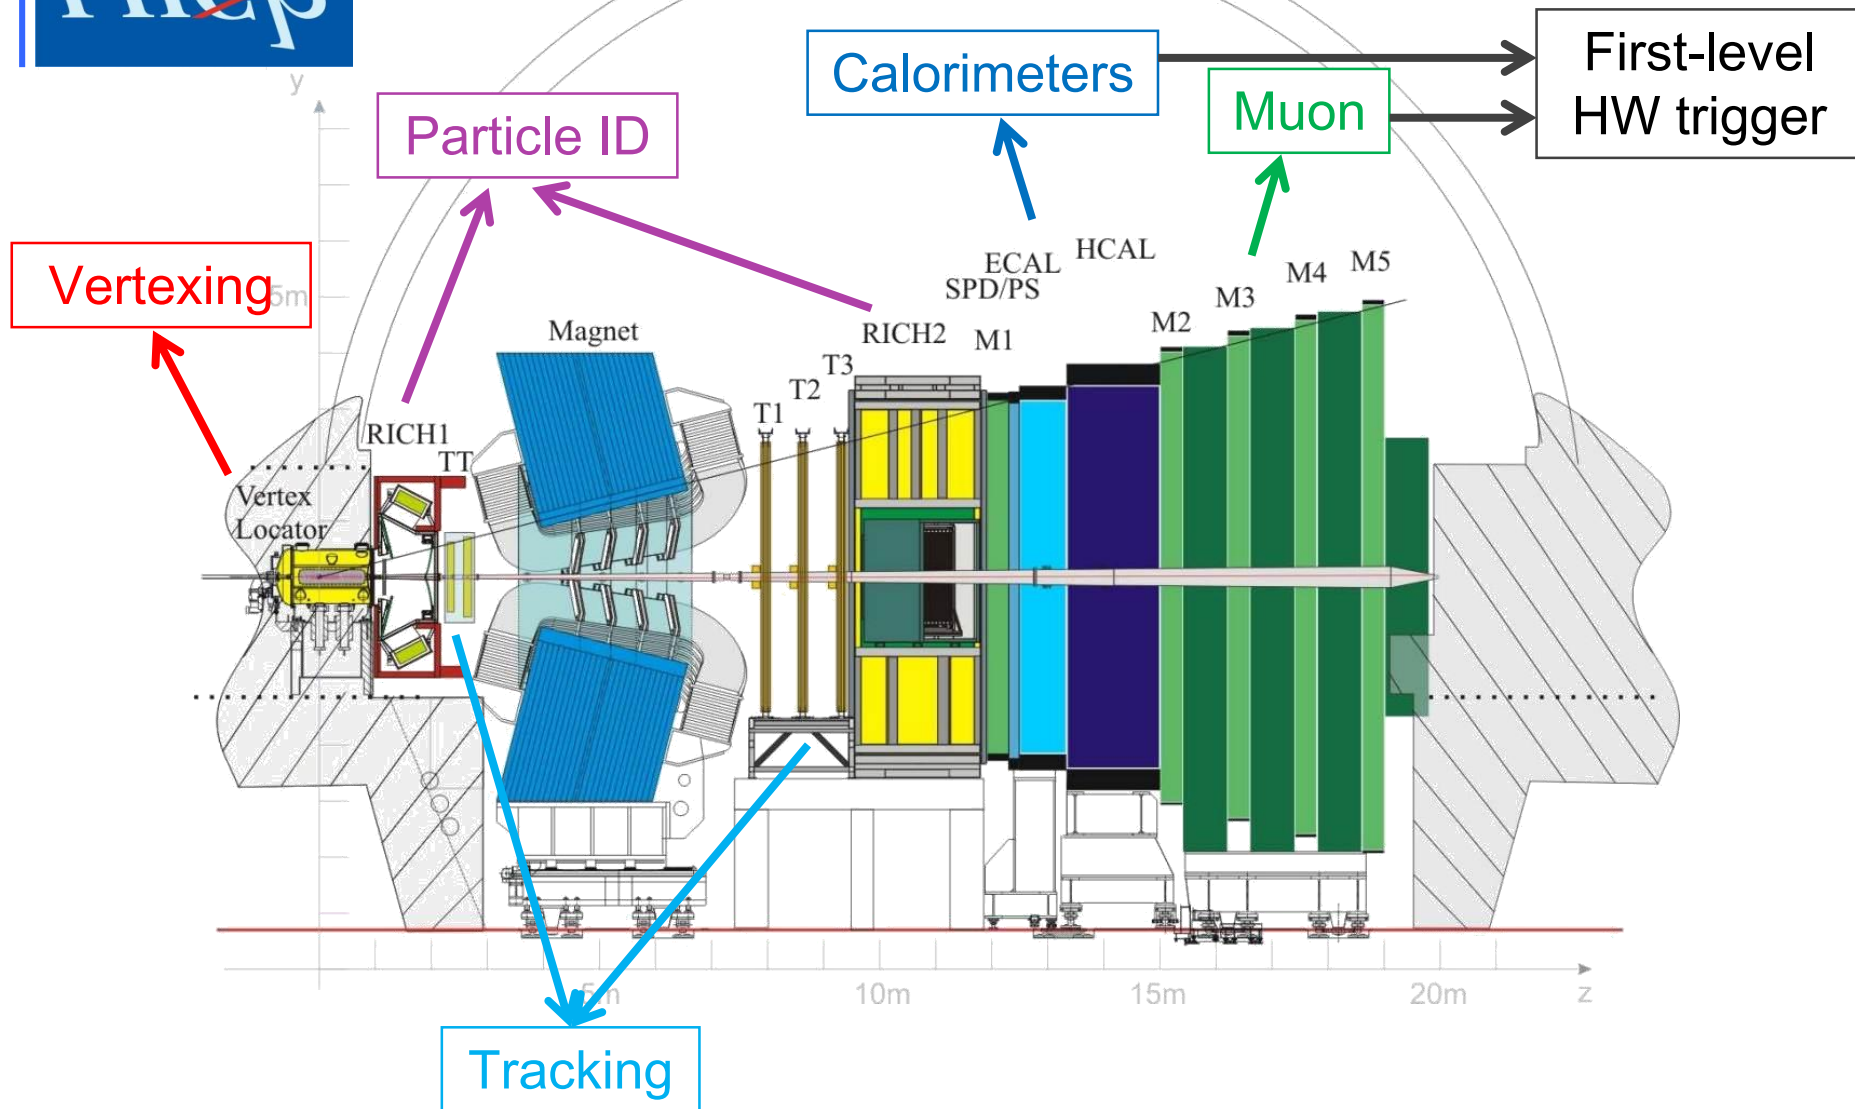 First-level
HW trigger
Calorimeters
Muon
Particle ID
y
Vertexing
5m
ECAL
HCAL
SPD/PS
M1
M2
M3
M4
M5
Magnet
RICH2
T3
T2
T1
RICH1
TT
Vertex
Locator
5m
10m
15m
20m
z
Tracking